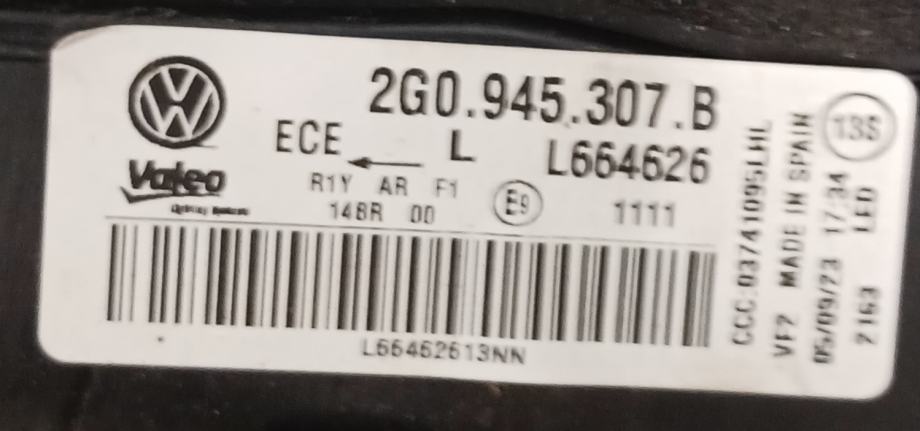 2G0.945.307.B
ECE L L664626
Valeo
R1Y AR F1
148R 00 E9 1111
L66462613NN
CCC:03741095LHL
VF2 MADE IN SPAIN
05/09/23 17:34
2163 LED
13S